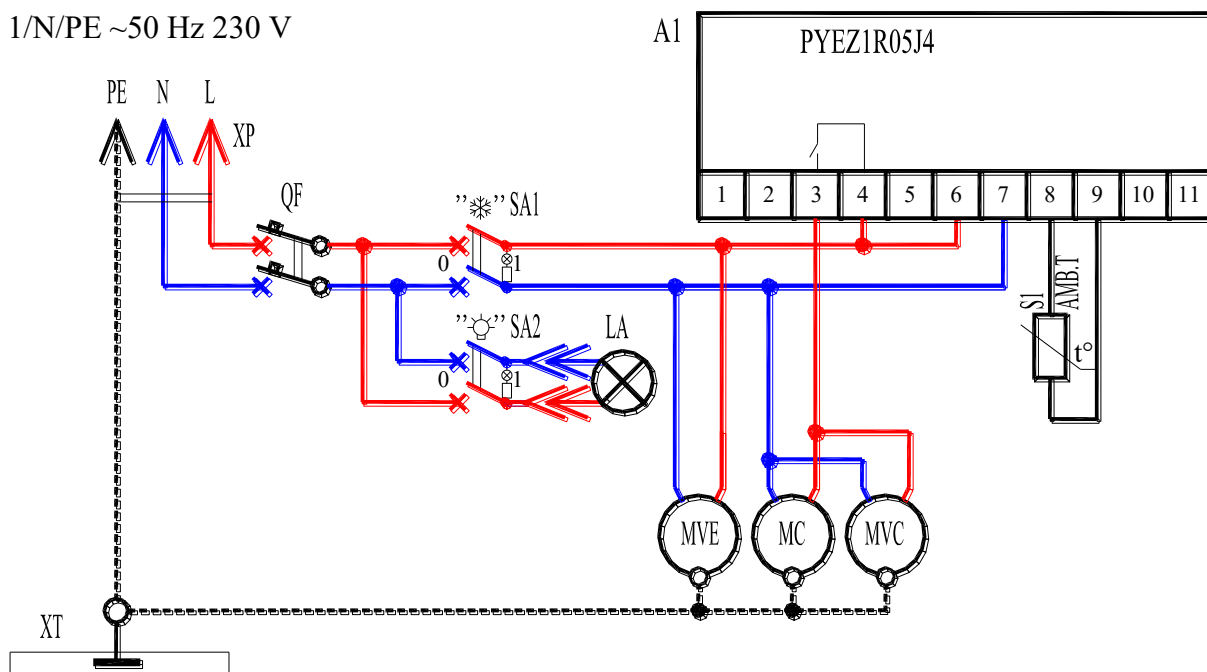 1/N/PE ~50 Hz 230 V
A1
PYEZ1R05J4
PE N L
XP
QF
"❄" SA1
1 2 3 4 5 6 7 8 9 10 11
0 1
" " SA2
LA
0 1
S1
AMB.T
t°
MVE MC MVC
XT